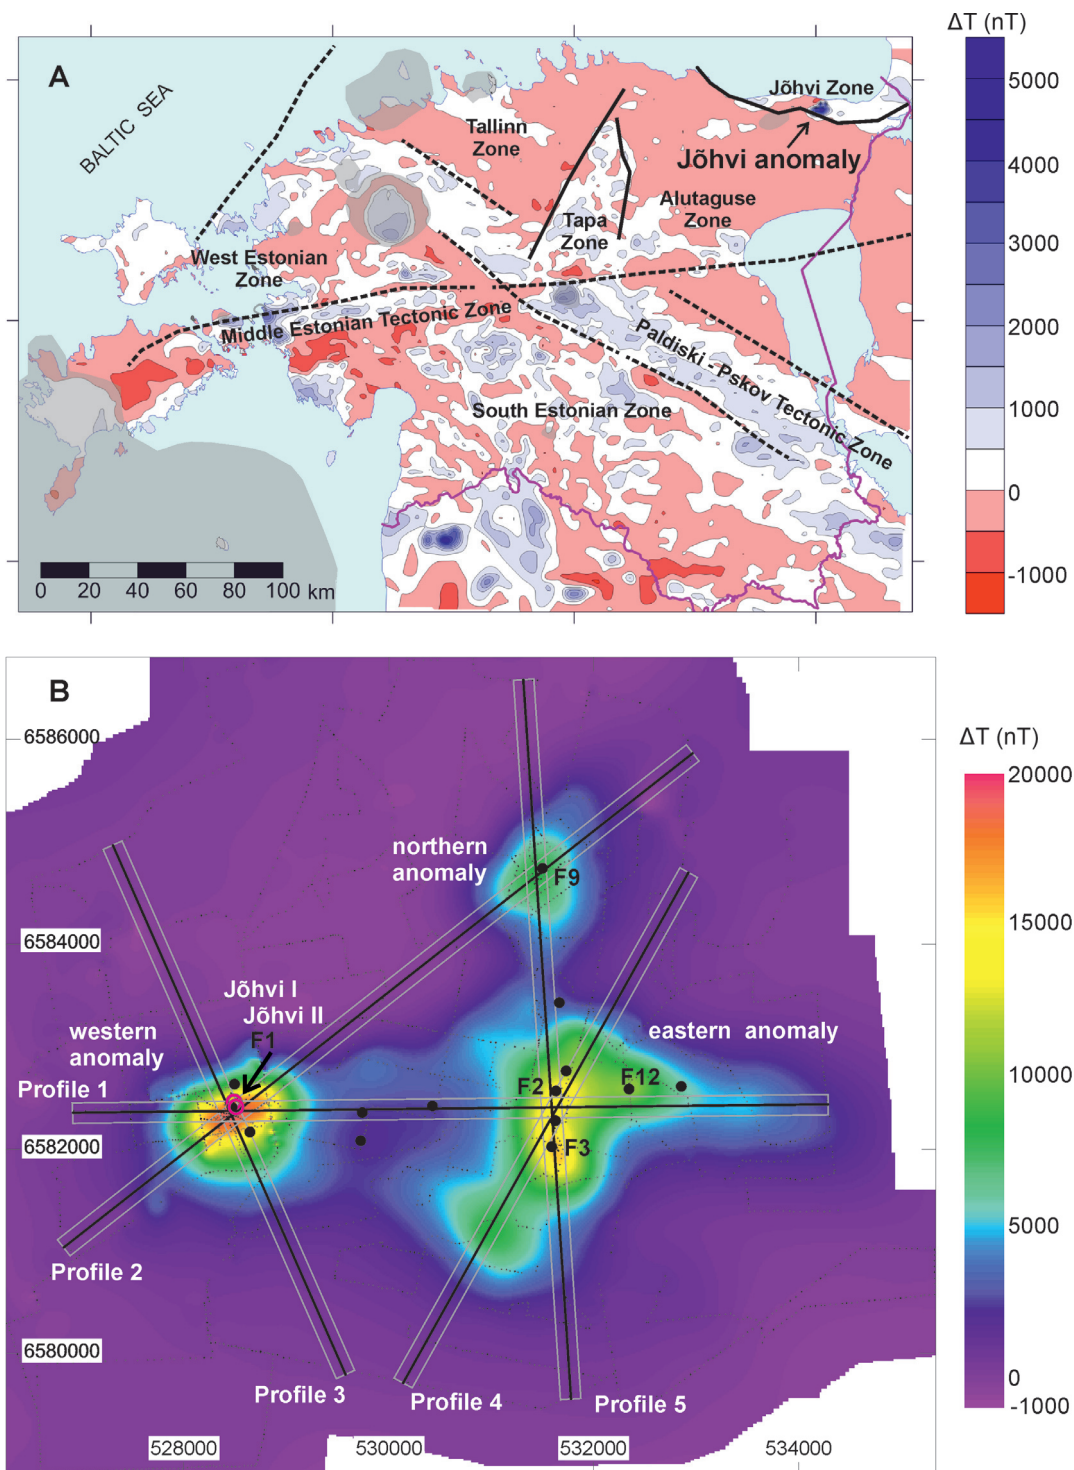 ΔT (nT)
A
BALTIC SEA
Jõhvi Zone
Tallinn
Zone
Jõhvi anomaly
Alutaguse
Zone
Tapa
Zone
West Estonian
Zone
Middle Estonian Tectonic Zone
Paldiski - Pskov Tectonic Zone
South Estonian Zone
0 20 40 60 80 100 km
5000
4000
3000
2000
1000
0
-1000
B
ΔT (nT)
6586000
6584000
6582000
6580000
528000
530000
532000
534000
northern
anomaly
F9
Jõhvi I
Jõhvi II
F1
western
anomaly
eastern anomaly
Profile 1
F2
F12
F3
Profile 2
Profile 3
Profile 4
Profile 5
20000
15000
10000
5000
0
-1000